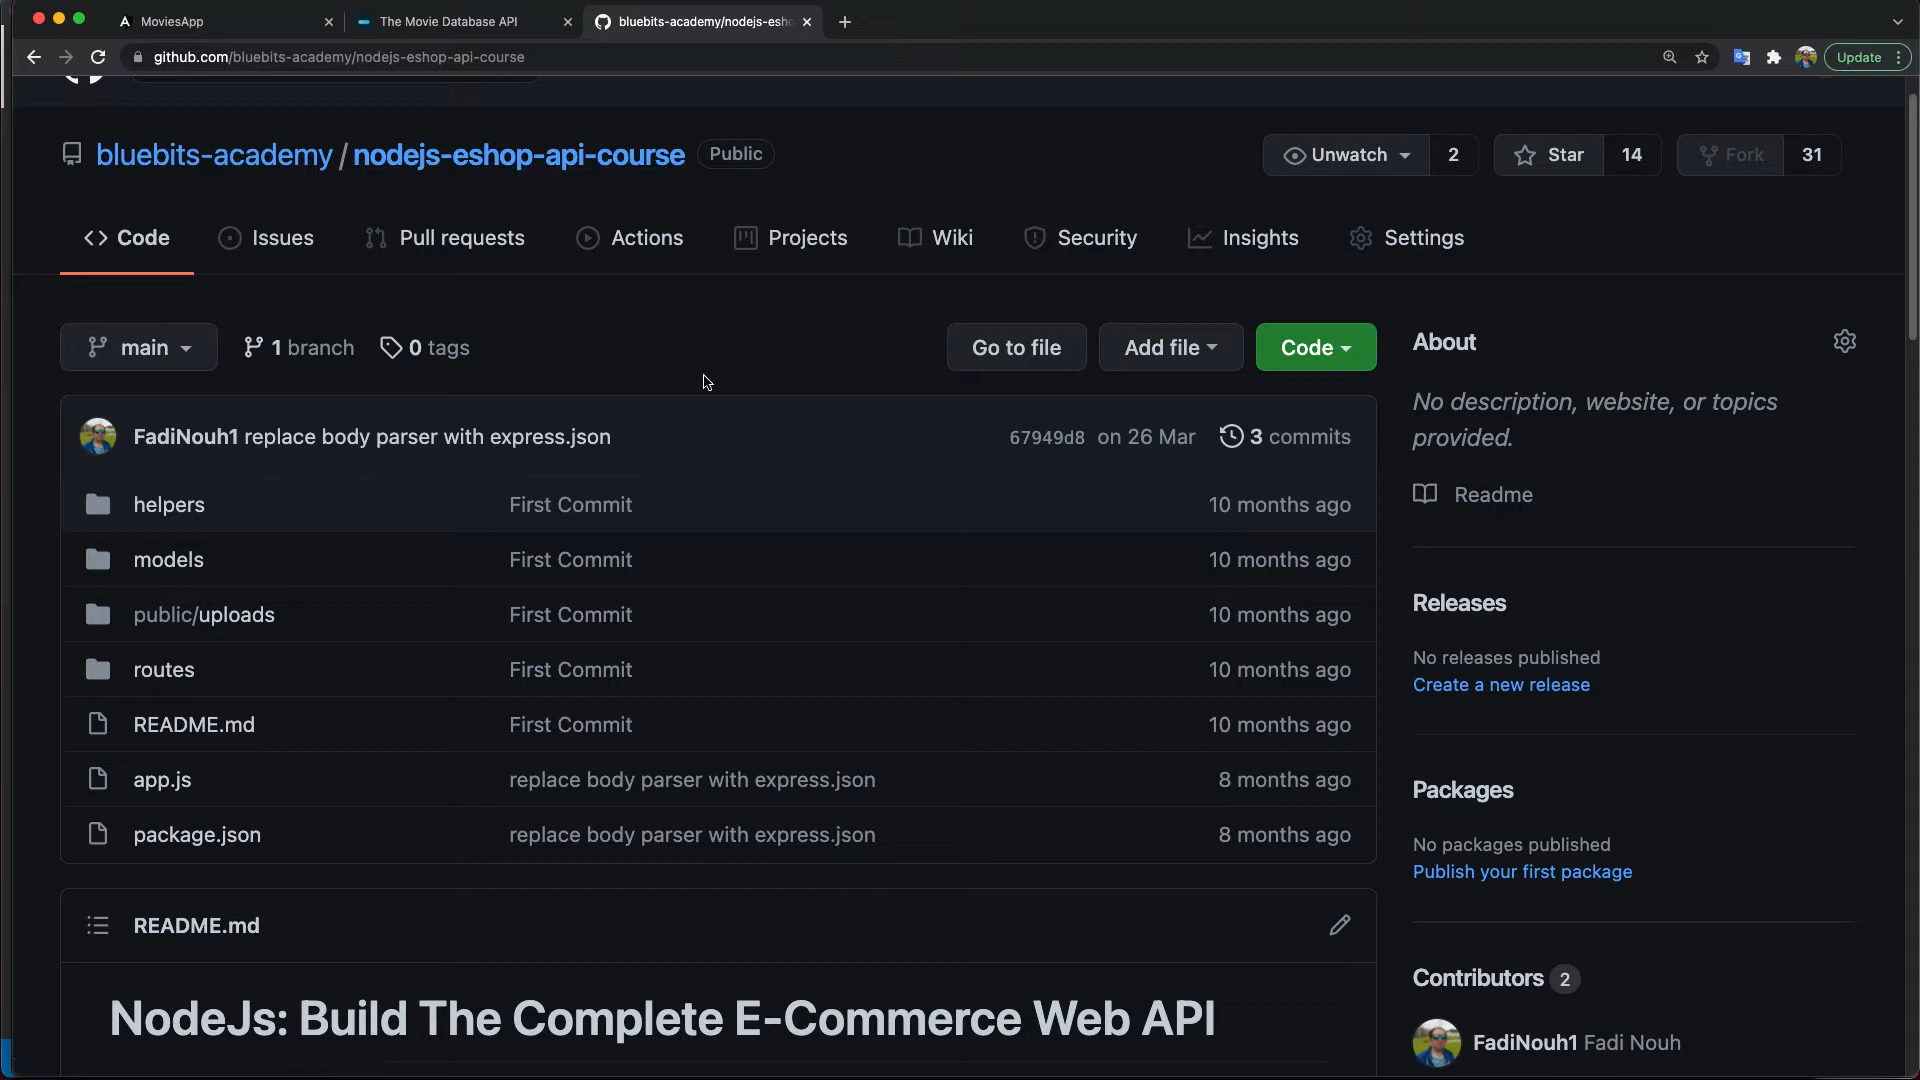 MoviesApp
The Movie Database API
bluebits-academy/nodejs-esh
github.com/bluebits-academy/nodejs-eshop-api-course
Update
bluebits-academy / nodejs-eshop-api-course Public
Unwatch 2
Star 14
Fork 31
Code
Issues
Pull requests
Actions
Projects
Wiki
Security
Insights
Settings
main
1 branch
0 tags
Go to file
Add file
Code
FadiNouh1 replace body parser with express.json 67949d8 on 26 Mar 3 commits
helpers First Commit 10 months ago
models First Commit 10 months ago
public/uploads First Commit 10 months ago
routes First Commit 10 months ago
README.md First Commit 10 months ago
app.js replace body parser with express.json 8 months ago
package.json replace body parser with express.json 8 months ago
README.md
NodeJs: Build The Complete E-Commerce Web API
About
No description, website, or topics
provided.
Readme
Releases
No releases published
Create a new release
Packages
No packages published
Publish your first package
Contributors 2
FadiNouh1 Fadi Nouh